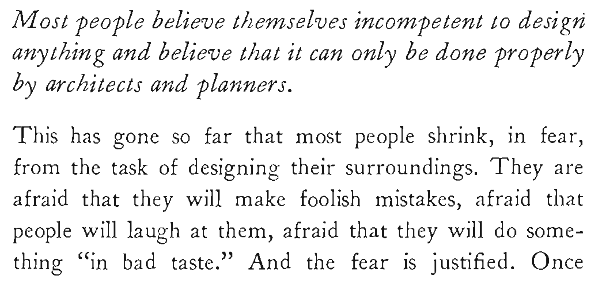 Most people believe themselves incompetent to design
anything and believe that it can only be done properly
by architects and planners.
This has gone so far that most people shrink, in fear,
from the task of designing their surroundings. They are
afraid that they will make foolish mistakes, afraid that
people will laugh at them, afraid that they will do some-
thing “in bad taste.” And the fear is justified. Once